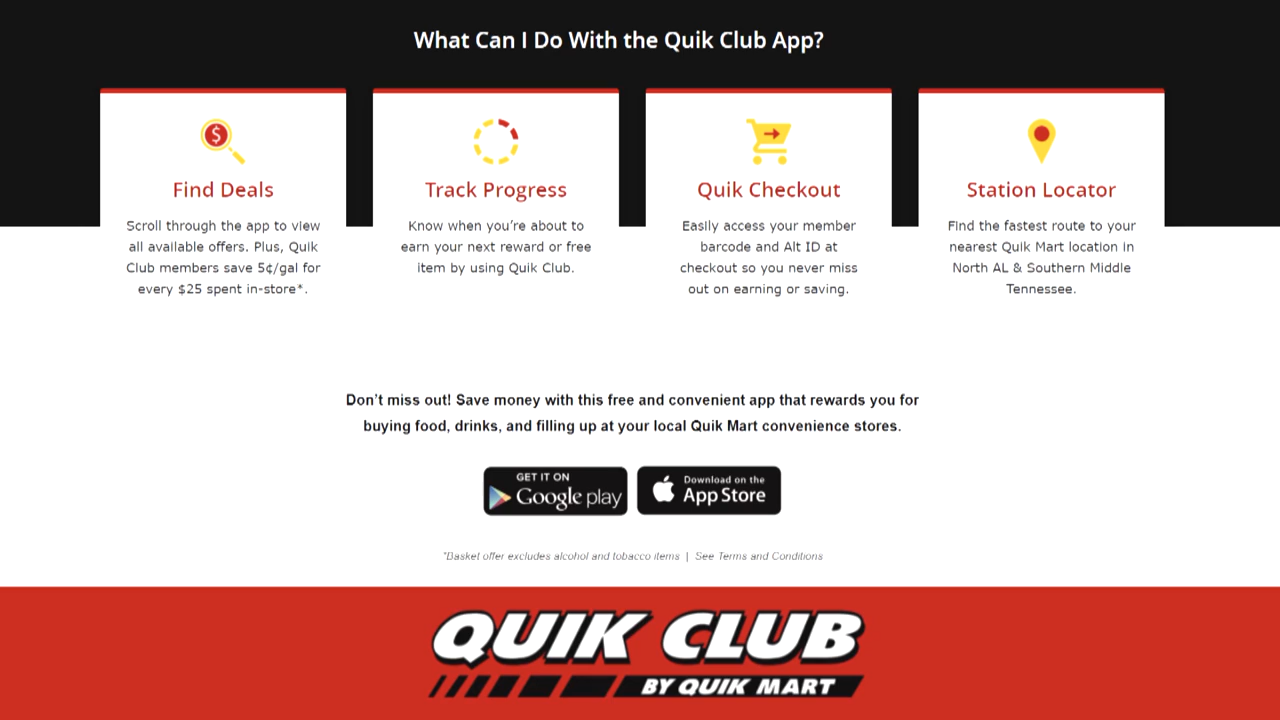 What Can I Do With the Quik Club App?
$
Find Deals
Scroll through the app to view
all available offers. Plus, Quik
Club members save 5¢/gal for
every $25 spent in-store*.
Track Progress
Know when you’re about to
earn your next reward or free
item by using Quik Club.
Quik Checkout
Easily access your member
barcode and Alt ID at
checkout so you never miss
out on earning or saving.
Station Locator
Find the fastest route to your
nearest Quik Mart location in
North AL & Southern Middle
Tennessee.
Don’t miss out! Save money with this free and convenient app that rewards you for
buying food, drinks, and filling up at your local Quik Mart convenience stores.
GET IT ON
Google play
Download on the
App Store
*Basket offer excludes alcohol and tobacco items | See Terms and Conditions
QUIK CLUB
BY QUIK MART